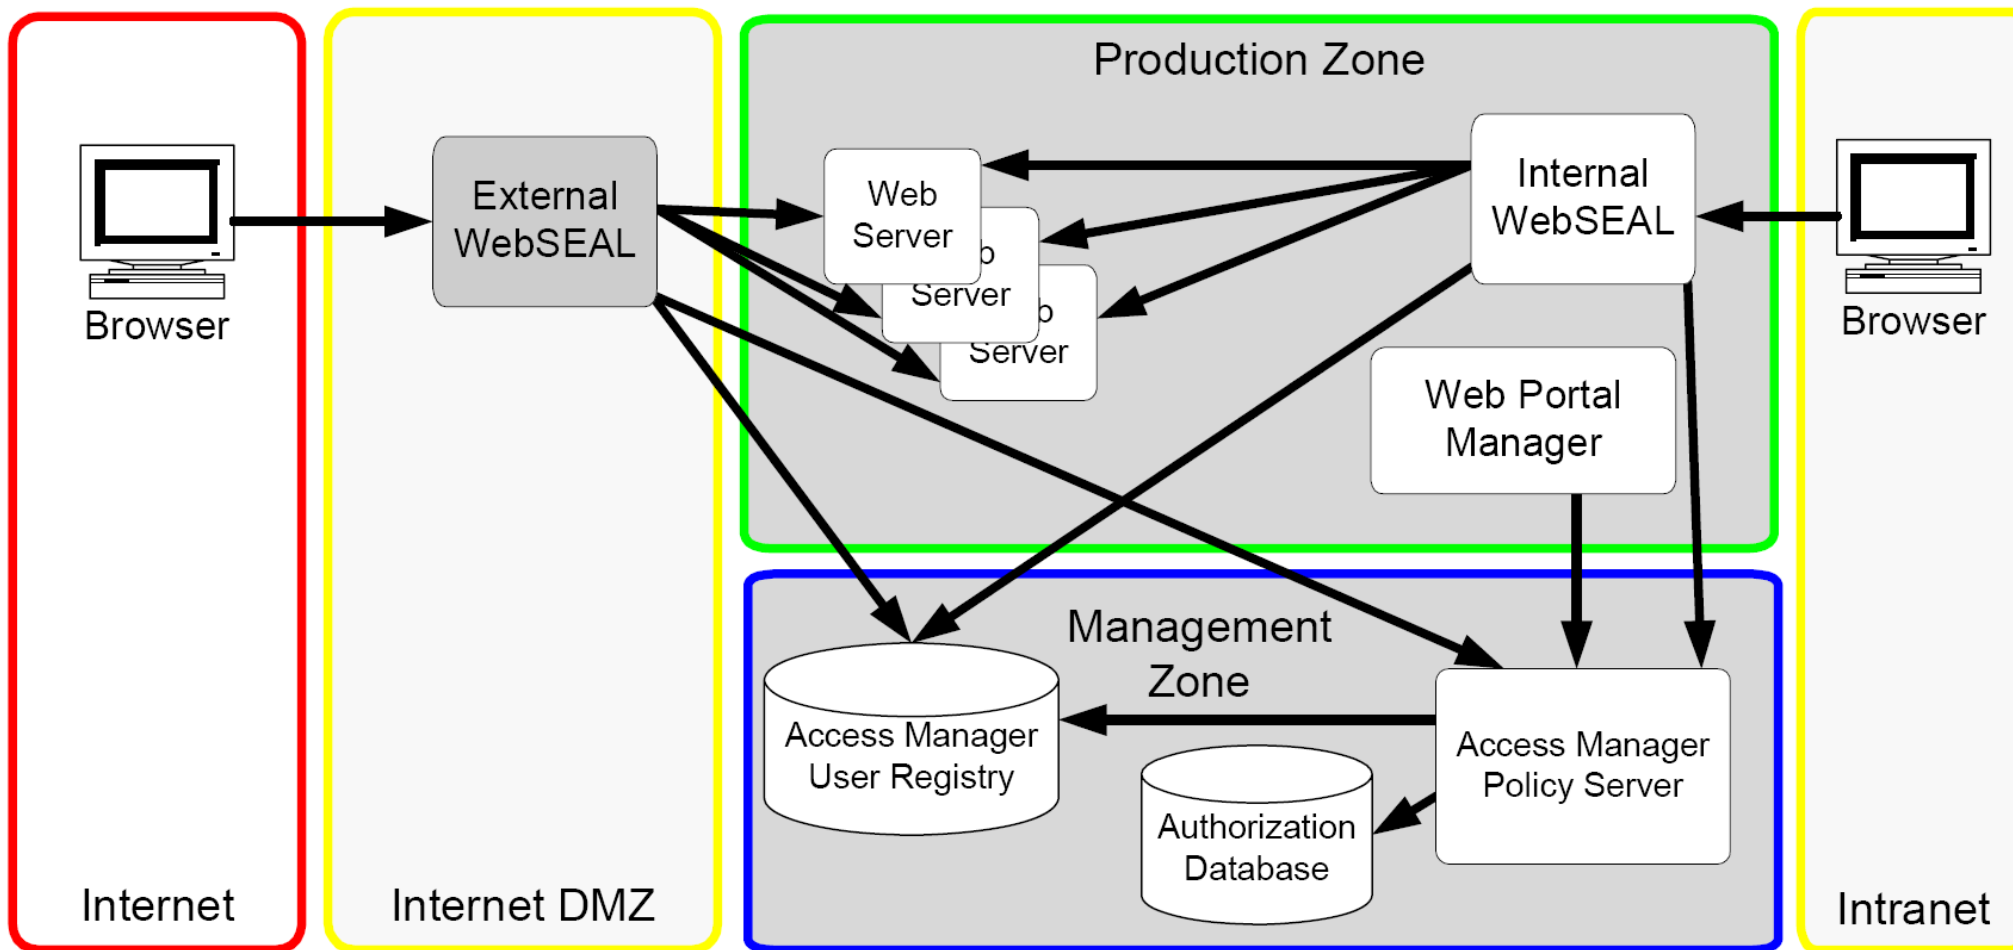 Production Zone
External
WebSEAL
Web
Server
b
Server
b
Server
Internal
WebSEAL
Browser
Browser
Web Portal
Manager
Management
Zone
Access Manager
User Registry
Access Manager
Policy Server
Authorization
Database
Internet
Internet DMZ
Intranet